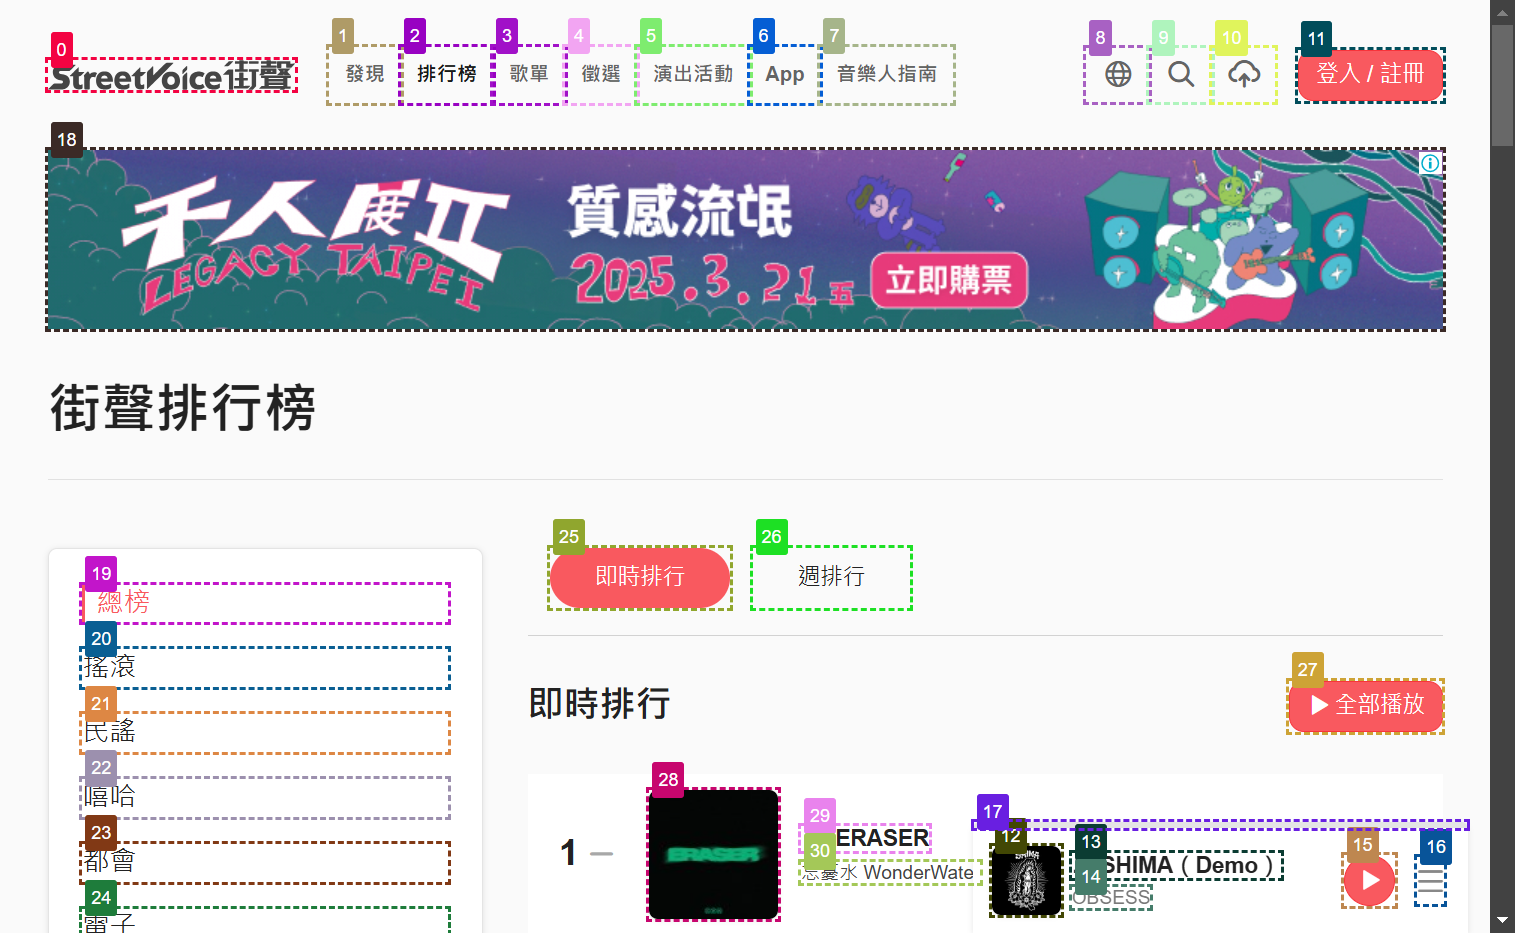 0 1 2 3 4 5 6 7 8 9 10 11
StreetVoice街聲 發現 排行榜 歌單 徵選 演出活動 App 音樂人指南 登入 / 註冊
18
千人展II
LEGACY TAIPEI
質感流氓
2025.3.21 五
立即購票
街聲排行榜
25 26
即時排行 週排行
19
總榜
20
搖滾
21
民謠
22
嘻哈
23
都會
24
電子
27
即時排行 全部播放
28
1
ERASER
29
ERASER
30
忘憂水 WonderWate
17
12 13 15 16
SHIMA（Demo）
14
OBSESS